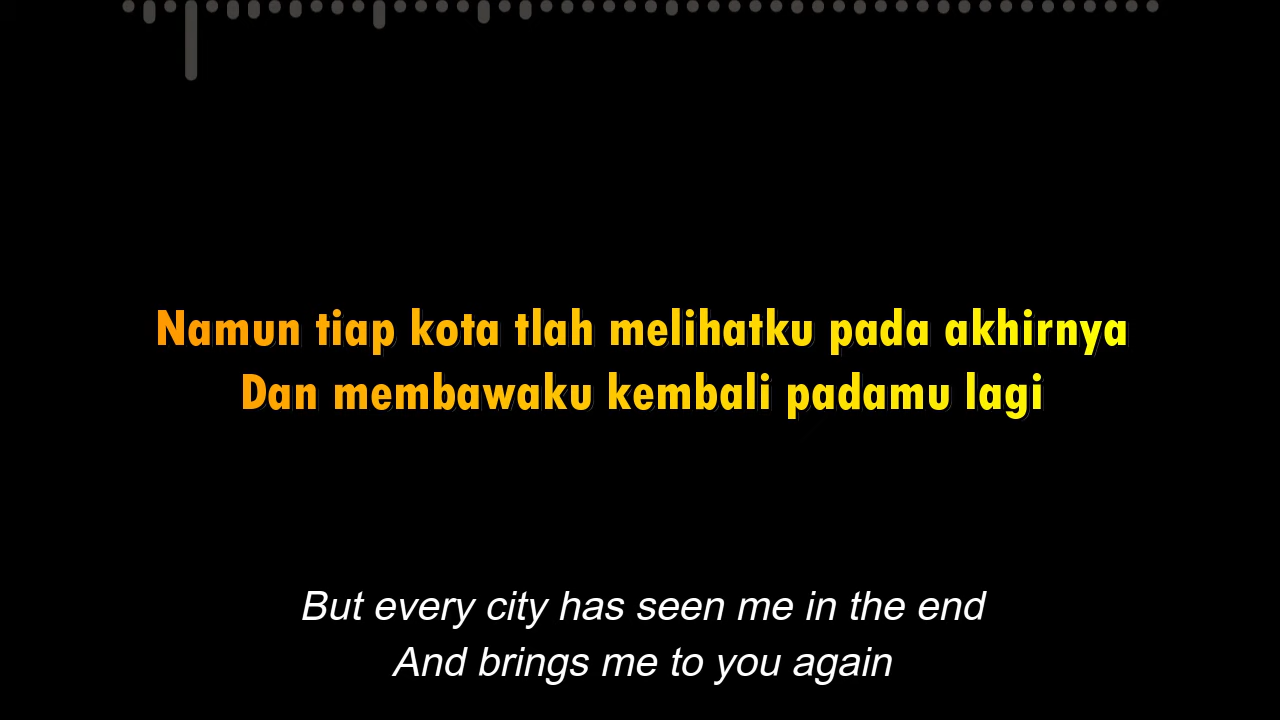 Namun tiap kota tlah melihatku pada akhirnya
Dan membawaku kembali padamu lagi
But every city has seen me in the end
And brings me to you again